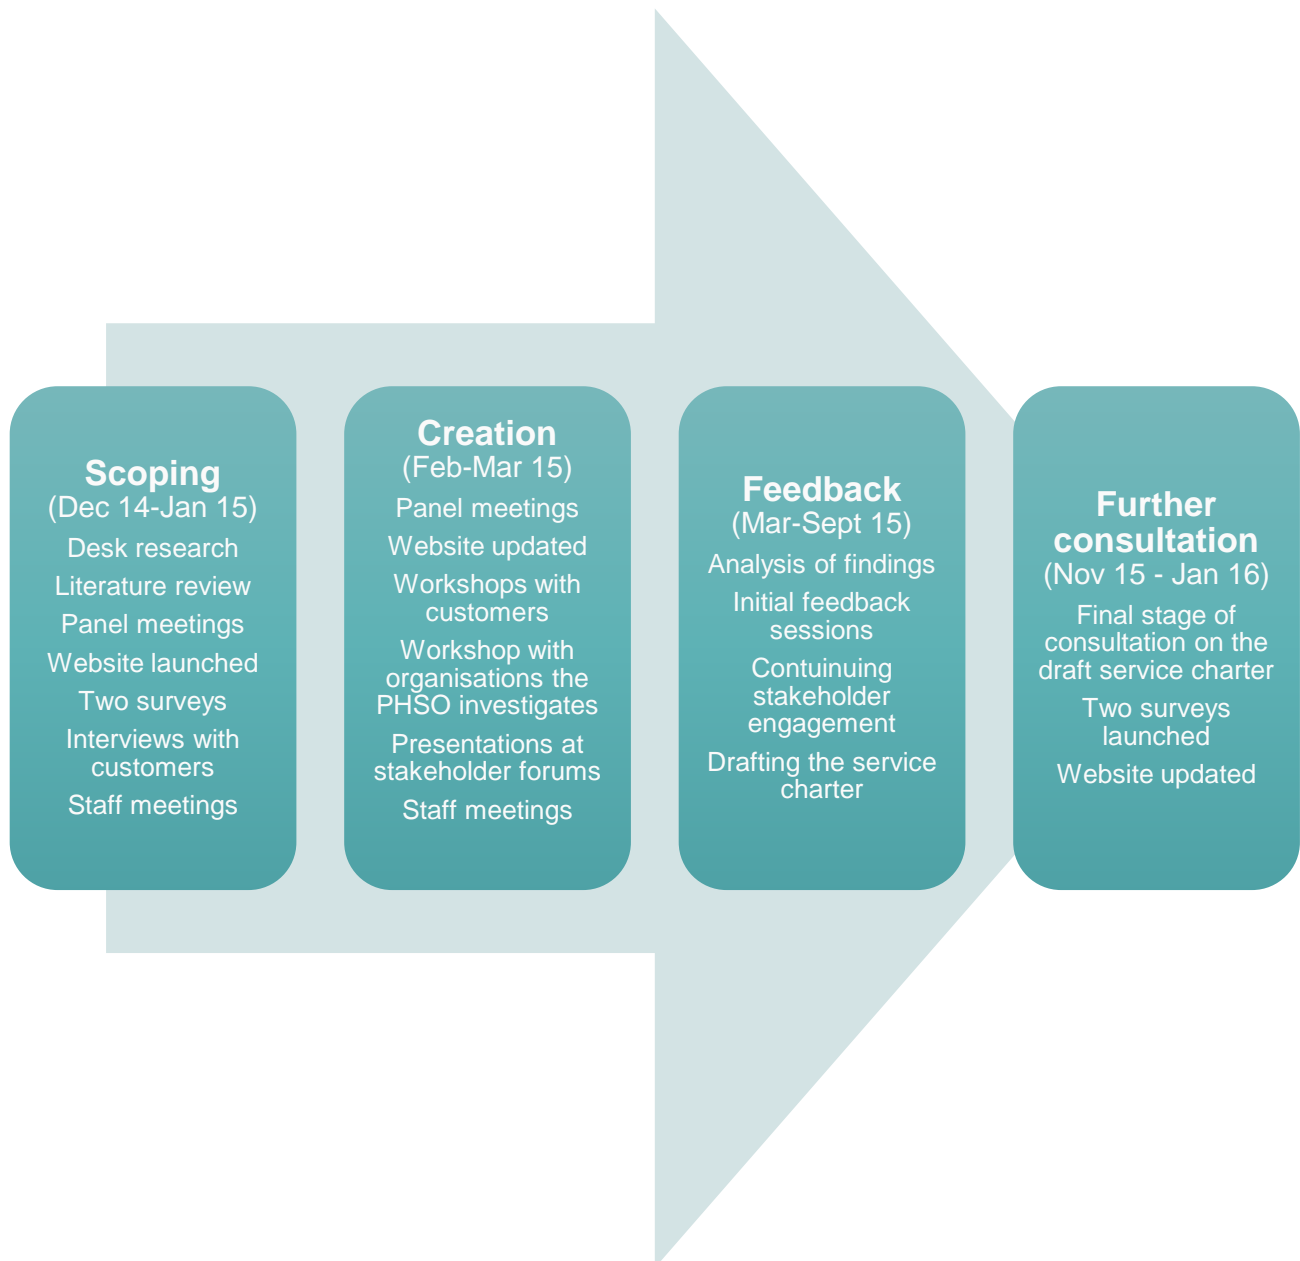 Scoping
(Dec 14-Jan 15)
Desk research
Literature review
Panel meetings
Website launched
Two surveys
Interviews with
customers
Staff meetings
Creation
(Feb-Mar 15)
Panel meetings
Website updated
Workshops with
customers
Workshop with
organisations the
PHSO investigates
Presentations at
stakeholder forums
Staff meetings
Feedback
(Mar-Sept 15)
Analysis of findings
Initial feedback
sessions
Contuinuing
stakeholder
engagement
Drafting the service
charter
Further
consultation
(Nov 15 - Jan 16)
Final stage of
consultation on the
draft service charter
Two surveys
launched
Website updated